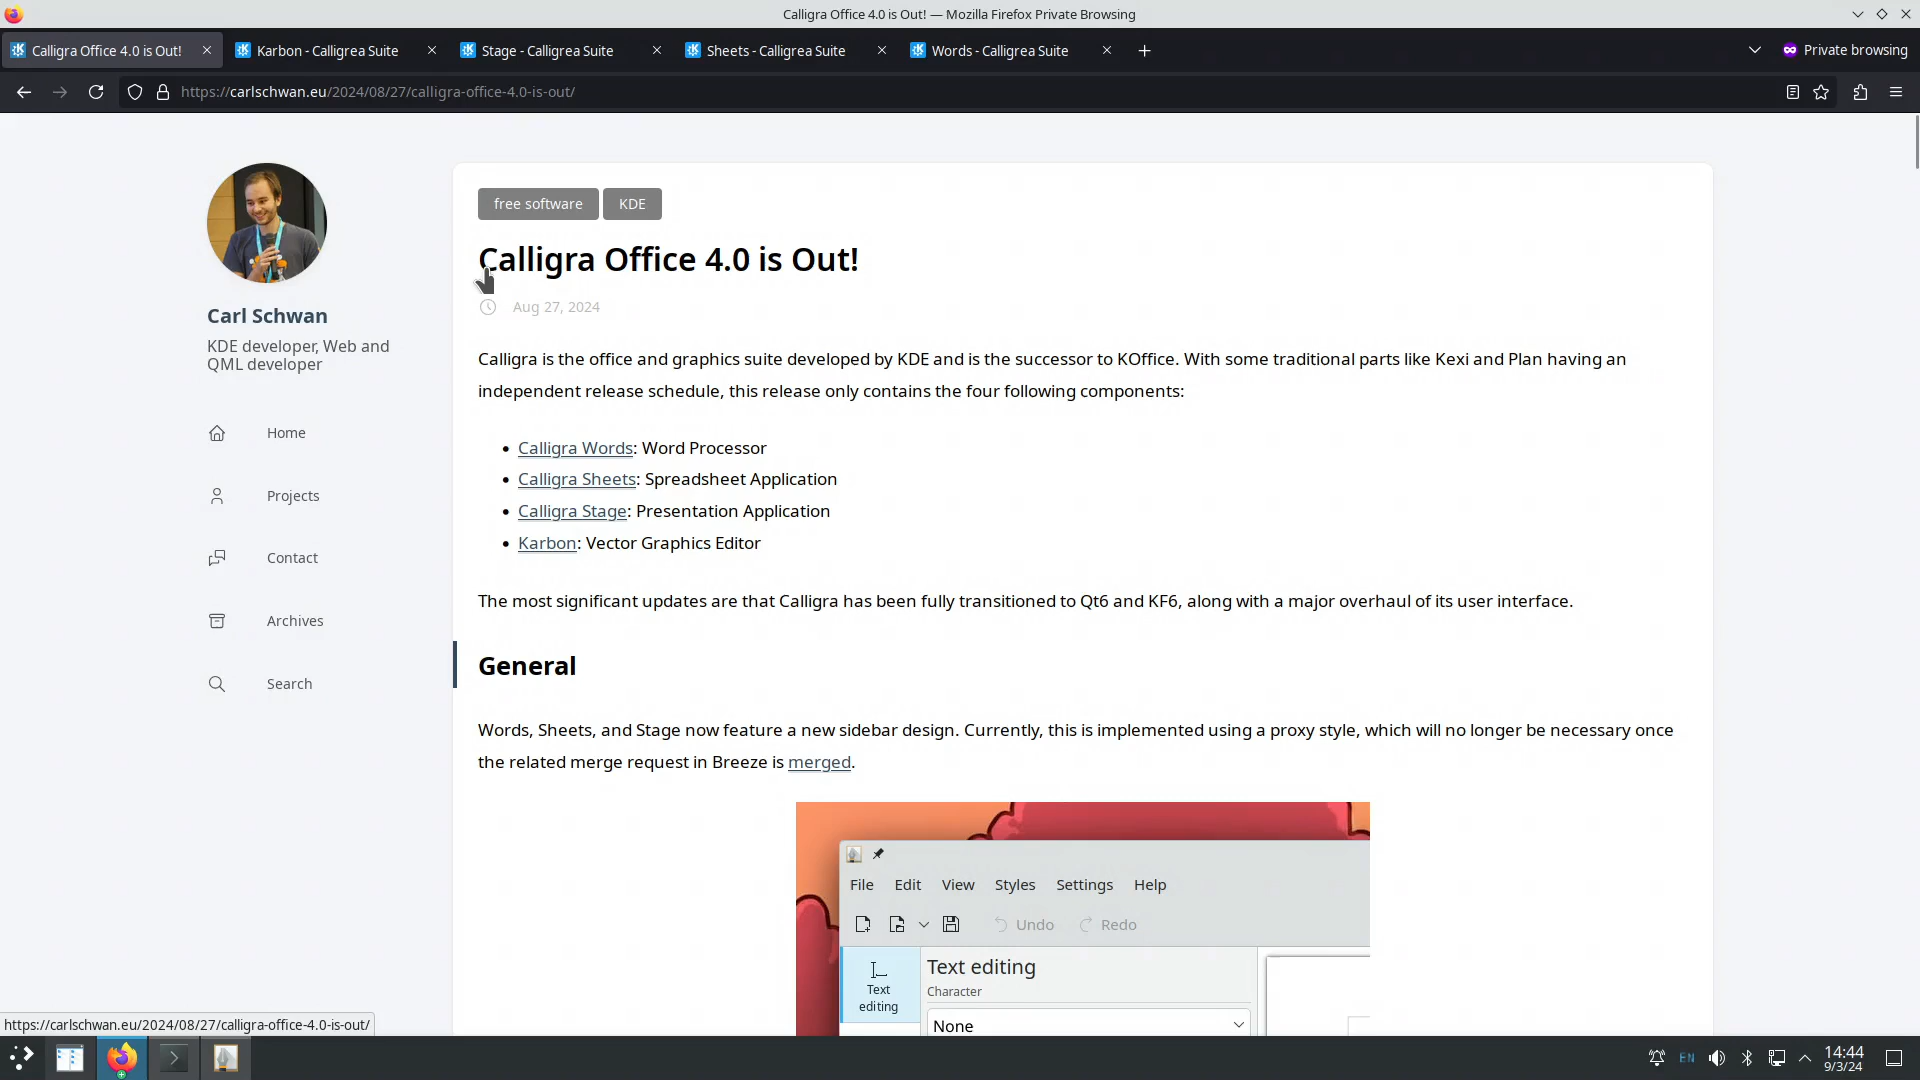 Calligra Office 4.0 is Out! — Mozilla Firefox Private Browsing
Calligra Office 4.0 is Out!
Karbon - Calligrea Suite
Stage - Calligrea Suite
Sheets - Calligrea Suite
Words - Calligrea Suite
Private browsing
https://carlschwan.eu/2024/08/27/calligra-office-4.0-is-out/
Carl Schwan
KDE developer, Web and
QML developer
Home
Projects
Contact
Archives
Search
free software
KDE
Calligra Office 4.0 is Out!
Aug 27, 2024
Calligra is the office and graphics suite developed by KDE and is the successor to KOffice. With some traditional parts like Kexi and Plan having an
independent release schedule, this release only contains the four following components:
• Calligra Words: Word Processor
• Calligra Sheets: Spreadsheet Application
• Calligra Stage: Presentation Application
• Karbon: Vector Graphics Editor
The most significant updates are that Calligra has been fully transitioned to Qt6 and KF6, along with a major overhaul of its user interface.
General
Words, Sheets, and Stage now feature a new sidebar design. Currently, this is implemented using a proxy style, which will no longer be necessary once
the related merge request in Breeze is merged.
File Edit View Styles Settings Help
Undo Redo
Text
editing
Text editing
Character
None
https://carlschwan.eu/2024/08/27/calligra-office-4.0-is-out/
EN
14:44
9/3/24